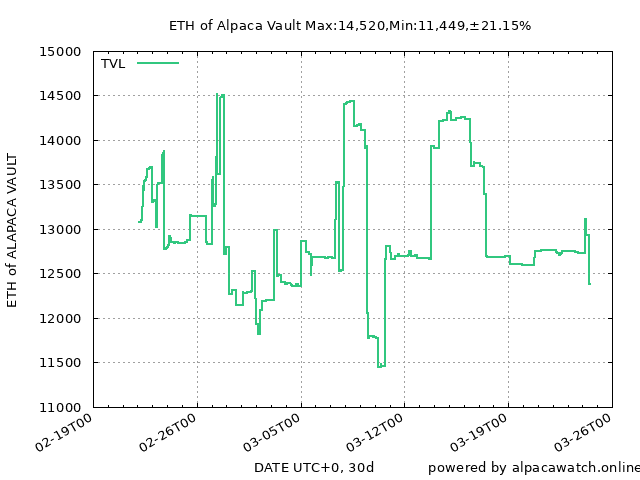 ETH of Alpaca Vault Max:14,520,Min:11,449,±21.15%
TVL
ETH of ALAPACA VAULT
15000
14500
14000
13500
13000
12500
12000
11500
11000
02-19T00
02-26T00
03-05T00
03-12T00
03-19T00
03-26T00
DATE UTC+0, 30d
powered by alpacawatch.online